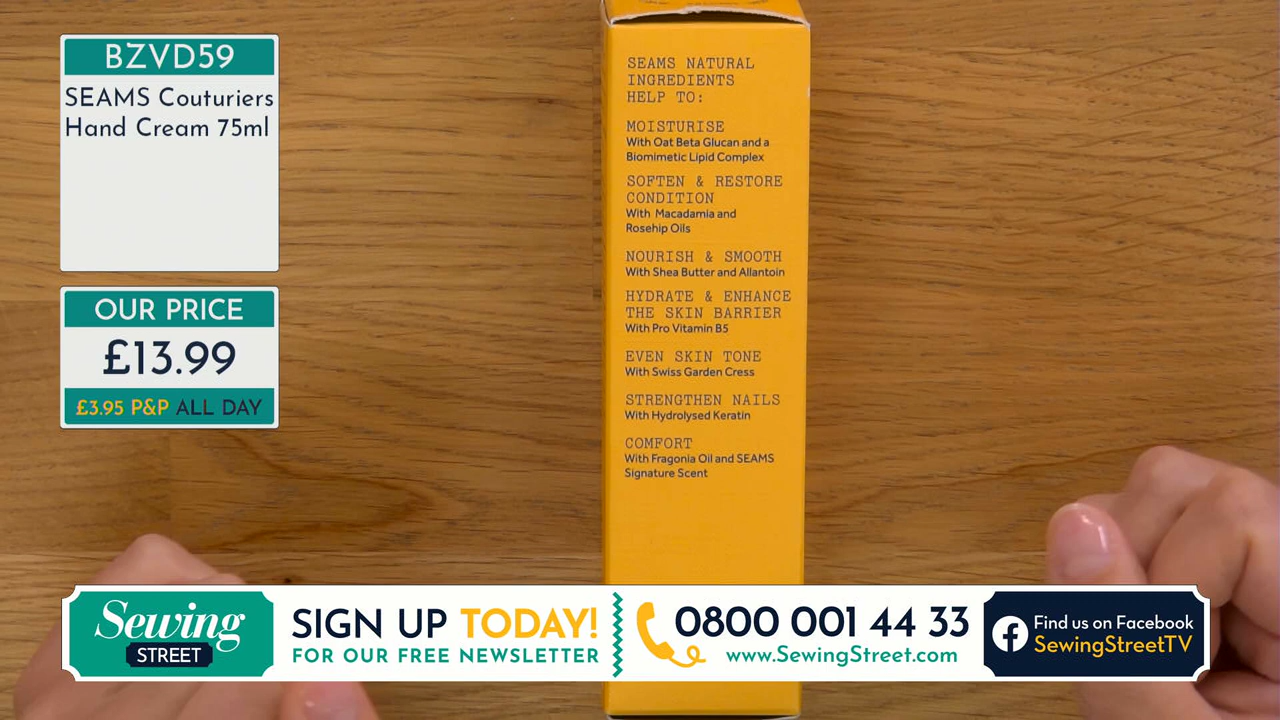 BZVD59
SEAMS Couturiers
Hand Cream 75ml
OUR PRICE
£13.99
£3.95 P&P ALL DAY
SEAMS NATURAL
INGREDIENTS
HELP TO:
MOISTURISE
With Oat Beta Glucan and a
Biomimetic Lipid Complex
SOFTEN & RESTORE
CONDITION
With Macadamia and
Rosehip Oils
NOURISH & SMOOTH
With Shea Butter and Allantoin
HYDRATE & ENHANCE
THE SKIN BARRIER
With Pro Vitamin B5
EVEN SKIN TONE
With Swiss Garden Cress
STRENGTHEN NAILS
With Hydrolysed Keratin
COMFORT
With Fragonia Oil and SEAMS
Signature Scent
Sewing
STREET
SIGN UP TODAY!
FOR OUR FREE NEWSLETTER
0800 001 44 33
www.SewingStreet.com
Find us on Facebook
SewingStreetTV